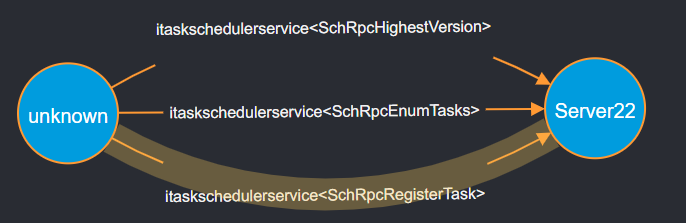 itaskschedulerservice<SchRpcHighestVersion>
unknown
itaskschedulerservice<SchRpcEnumTasks>
Server22
itaskschedulerservice<SchRpcRegisterTask>